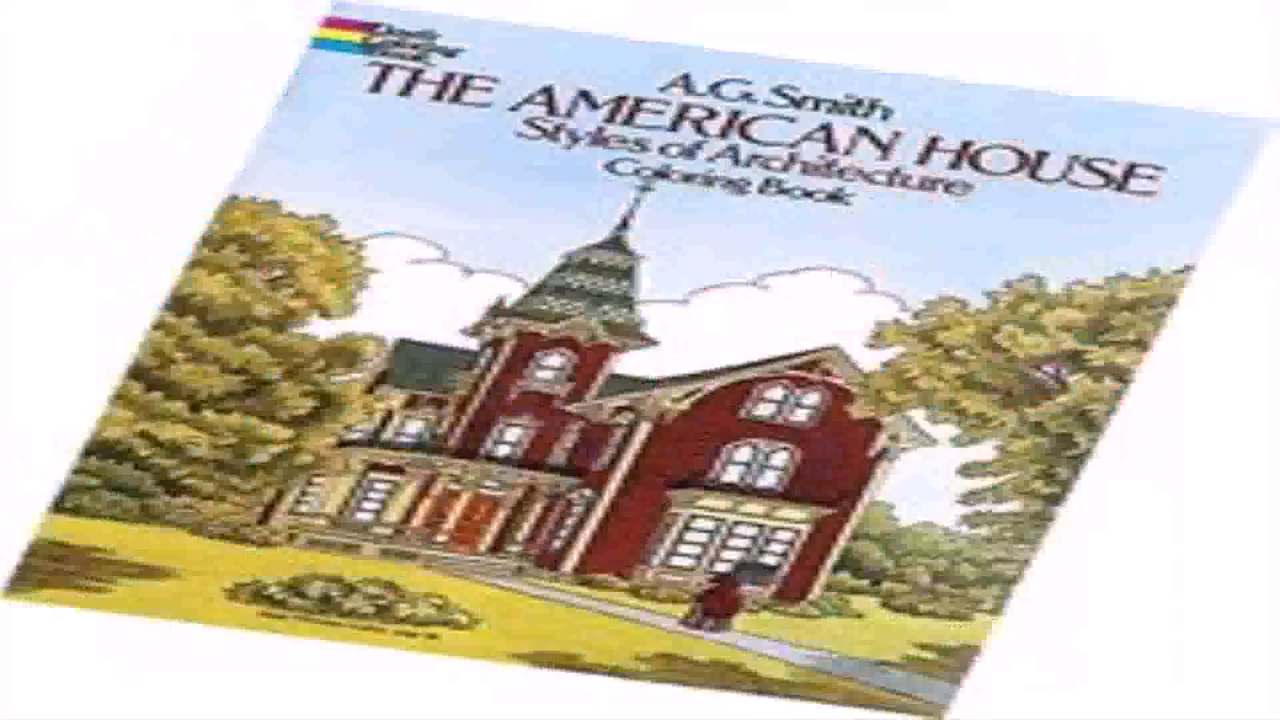 A.G. Smith
THE AMERICAN HOUSE
Styles of Architecture
Coloring Book